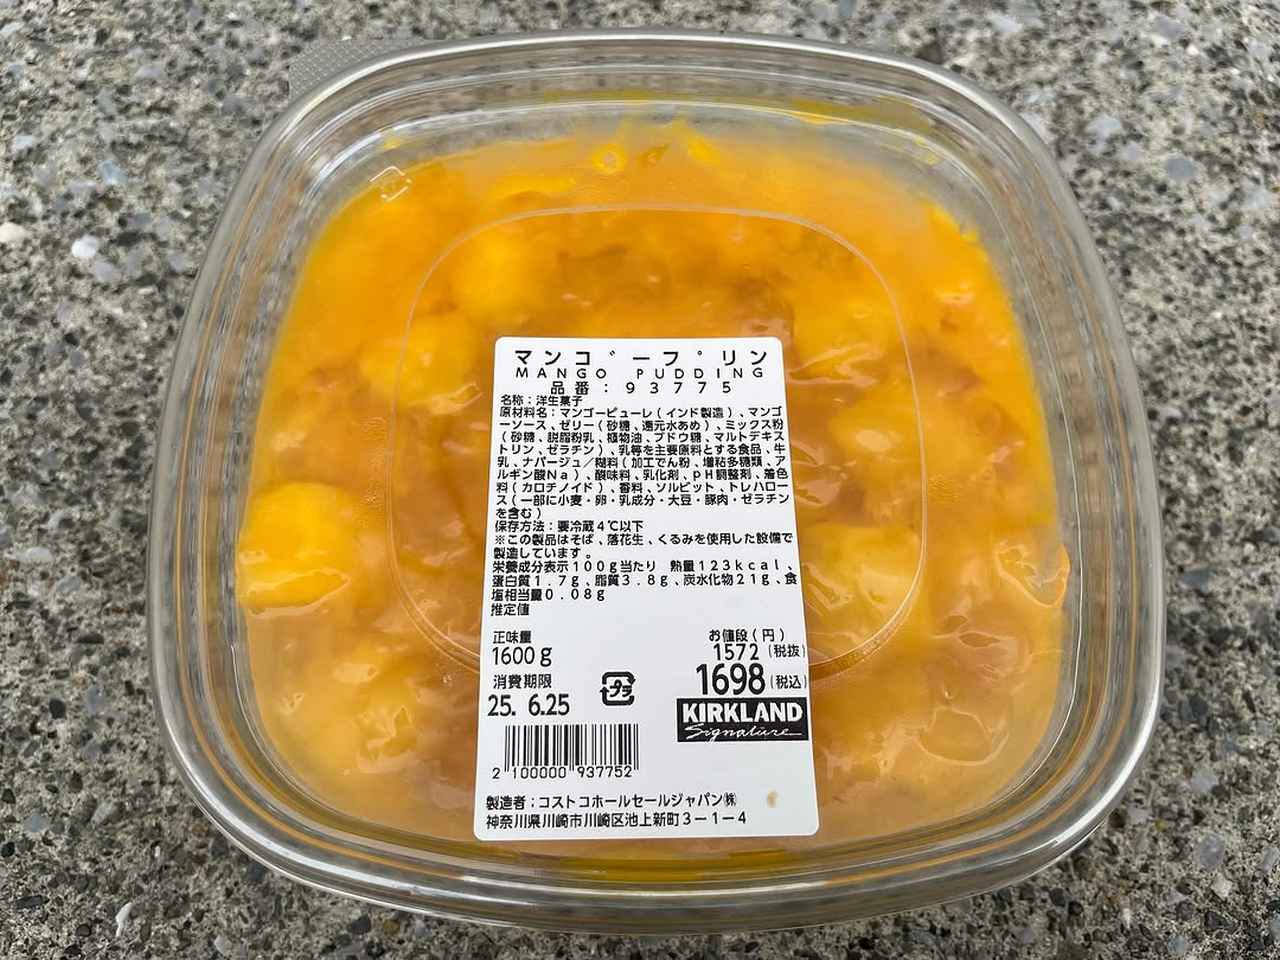 マンゴープリン
MANGO PUDDING
品番：93775
名称：洋生菓子
原材料名：マンゴーピューレ（インド製造）、マンゴ
ーソース、ゼリー（砂糖、還元水あめ）、ミックス粉
（砂糖、脱脂粉乳、植物油、ブドウ糖、マルトデキス
トリン、ゼラチン）、乳等を主要原料とする食品、牛
乳、ナパージュ／糊料（加工でん粉、増粘多糖類、ア
ルギン酸Na）、酸味料、乳化剤、pH調整剤、着色
料（カロチノイド）、香料、ソルビット、トレハロー
ス（一部に小麦・卵・乳成分・大豆・豚肉・ゼラチン
を含む）
保存方法：要冷蔵4℃以下
※この製品はそば、落花生、くるみを使用した設備で
製造しています。
栄養成分表示100g当たり 熱量123kcal、
蛋白質1.7g、脂質3.8g、炭水化物21g、食
塩相当量0.08g
推定値
正味量
1600g
お値段（円）
1572（税抜）
1698（税込）
消費期限
25. 6.25
プラ
KIRKLAND
Signature
2 100000 937752
製造者：コストコホールセールジャパン㈱
神奈川県川崎市川崎区池上新町3－1－4